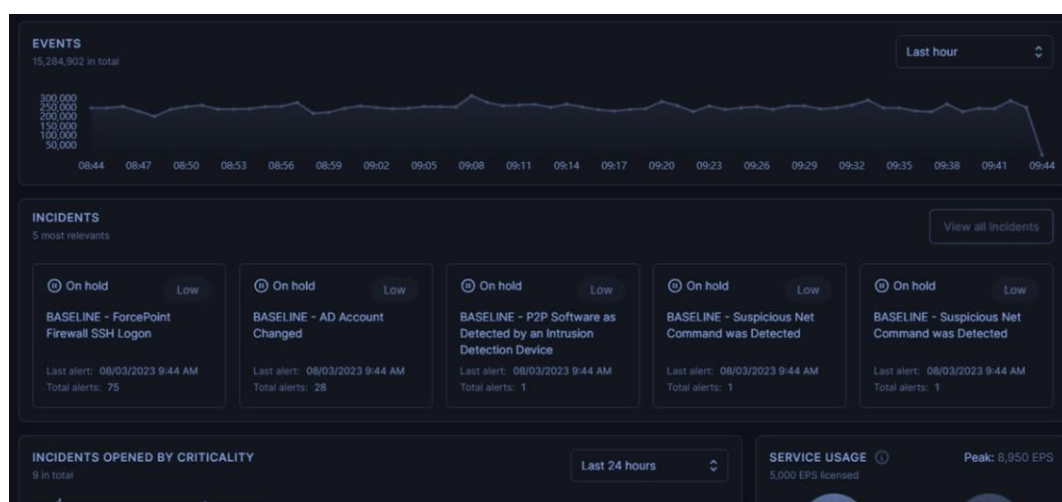 EVENTS
15,284,902 in total
Last hour
300,000
250,000
200,000
150,000
100,000
50,000
08:44 08:47 08:50 08:53 08:56 08:59 09:02 09:05 09:08 09:11 09:14 09:17 09:20 09:23 09:26 09:29 09:32 09:35 09:38 09:41 09:44
INCIDENTS
5 most relevants
View all incidents
On hold Low
BASELINE - ForcePoint
Firewall SSH Logon
Last alert: 08/03/2023 9:44 AM
Total alerts: 75
On hold Low
BASELINE - AD Account
Changed
Last alert: 08/03/2023 9:44 AM
Total alerts: 28
On hold Low
BASELINE - P2P Software as
Detected by an Intrusion
Detection Device
Last alert: 08/03/2023 9:44 AM
Total alerts: 1
On hold Low
BASELINE - Suspicious Net
Command was Detected
Last alert: 08/03/2023 9:44 AM
Total alerts: 1
On hold Low
BASELINE - Suspicious Net
Command was Detected
Last alert: 08/03/2023 9:44 AM
Total alerts: 1
INCIDENTS OPENED BY CRITICALITY
9 in total
Last 24 hours
SERVICE USAGE
5,000 EPS licensed
Peak: 8,950 EPS